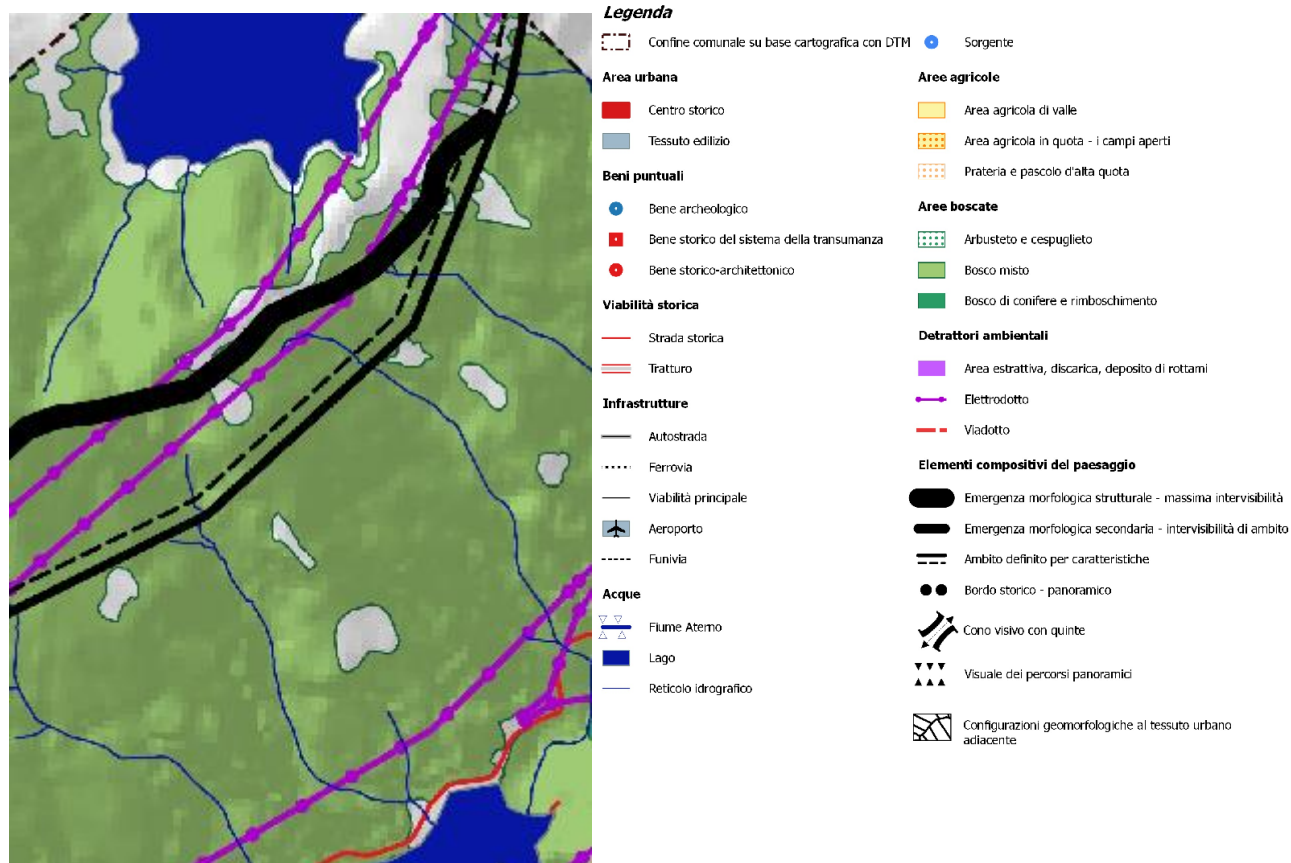 Legenda
Confine comunale su base cartografica con DTM
Area urbana
Centro storico
Tessuto edilizio
Beni puntuali
Bene archeologico
Bene storico del sistema della transumanza
Bene storico-architettonico
Viabilità storica
Strada storica
Tratturo
Infrastrutture
Autostrada
Ferrovia
Viabilità principale
Aeroporto
Funivia
Acque
Fiume Aterno
Lago
Reticolo idrografico
Sorgente
Aree agricole
Area agricola di valle
Area agricola in quota - i campi aperti
Prateria e pascolo d'alta quota
Aree boscate
Arbusteto e cespuglieto
Bosco misto
Bosco di conifere e rimboschimento
Detrattori ambientali
Area estrattiva, discarica, deposito di rottami
Elettrodotto
Viadotto
Elementi compositivi del paesaggio
Emergenza morfologica strutturale - massima intervisibilità
Emergenza morfologica secondaria - intervisibilità di ambito
Ambito definito per caratteristiche
Bordo storico - panoramico
Cono visivo con quinte
Visuale dei percorsi panoramici
Configurazioni geomorfologiche al tessuto urbano
adiacente